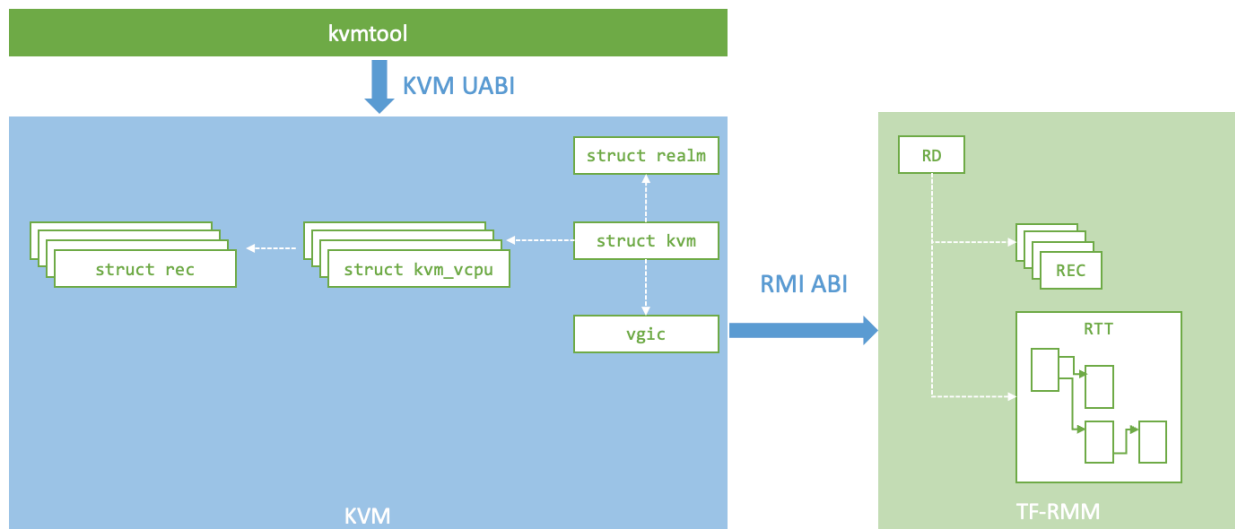 kvmtool
KVM UABI
struct realm
RD
struct rec
struct kvm_vcpu
struct kvm
REC
RMI ABI
vgic
RTT
KVM
TF-RMM